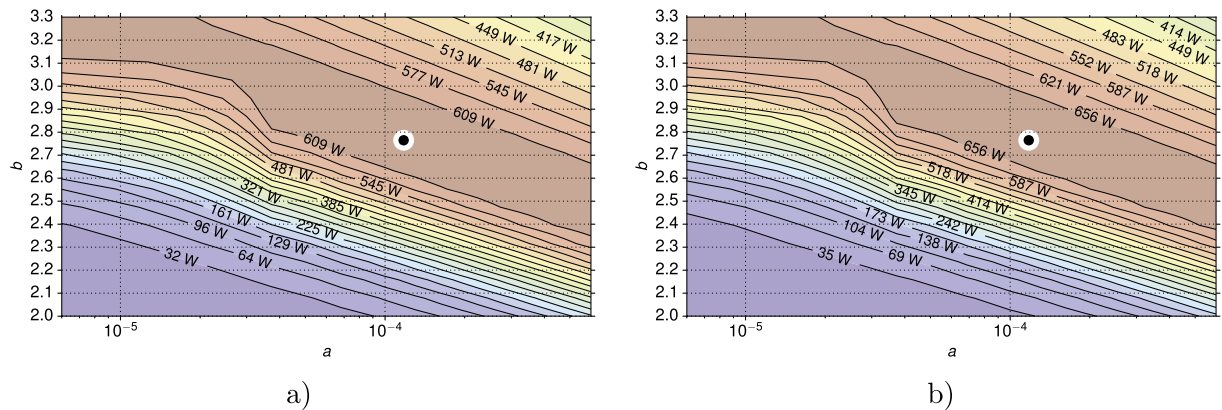 3.3
3.2
3.1
3.0
2.9
2.8
2.7
2.6
2.5
2.4
2.3
2.2
2.1
2.0
b
449 W
417 W
513 W
481 W
577 W
545 W
609 W
609 W
481 W
545 W
321 W
385 W
161 W
225 W
96 W
129 W
32 W
64 W
10⁻⁵
10⁻⁴
a
a)
3.3
3.2
3.1
3.0
2.9
2.8
2.7
2.6
2.5
2.4
2.3
2.2
2.1
2.0
b
414 W
483 W
449 W
552 W
518 W
621 W
587 W
656 W
656 W
518 W
587 W
345 W
414 W
173 W
242 W
104 W
138 W
35 W
69 W
10⁻⁵
10⁻⁴
a
b)